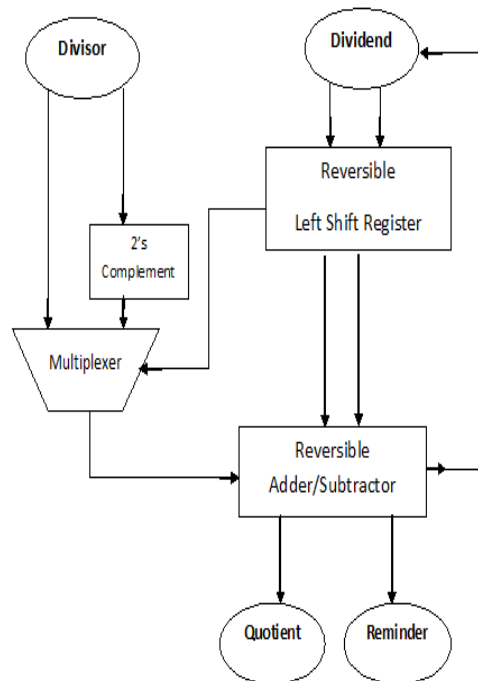 Divisor
Dividend
Reversible
Left Shift Register
2's
Complement
Multiplexer
Reversible
Adder/Subtractor
Quotient
Reminder